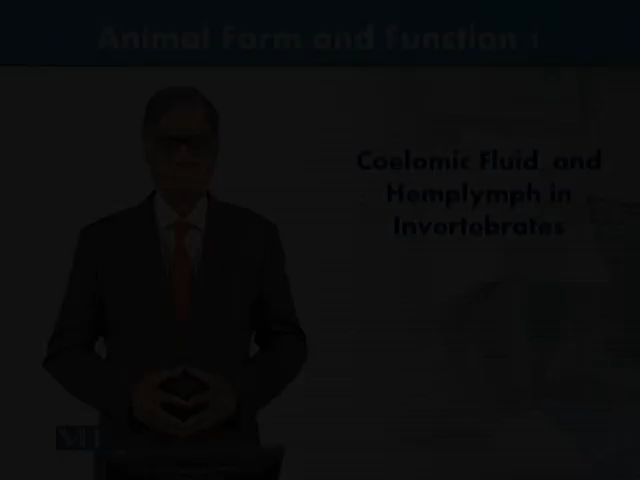 Animal Form and Function 1
Coelomic Fluid and
Hemplymph in
Invertebrates